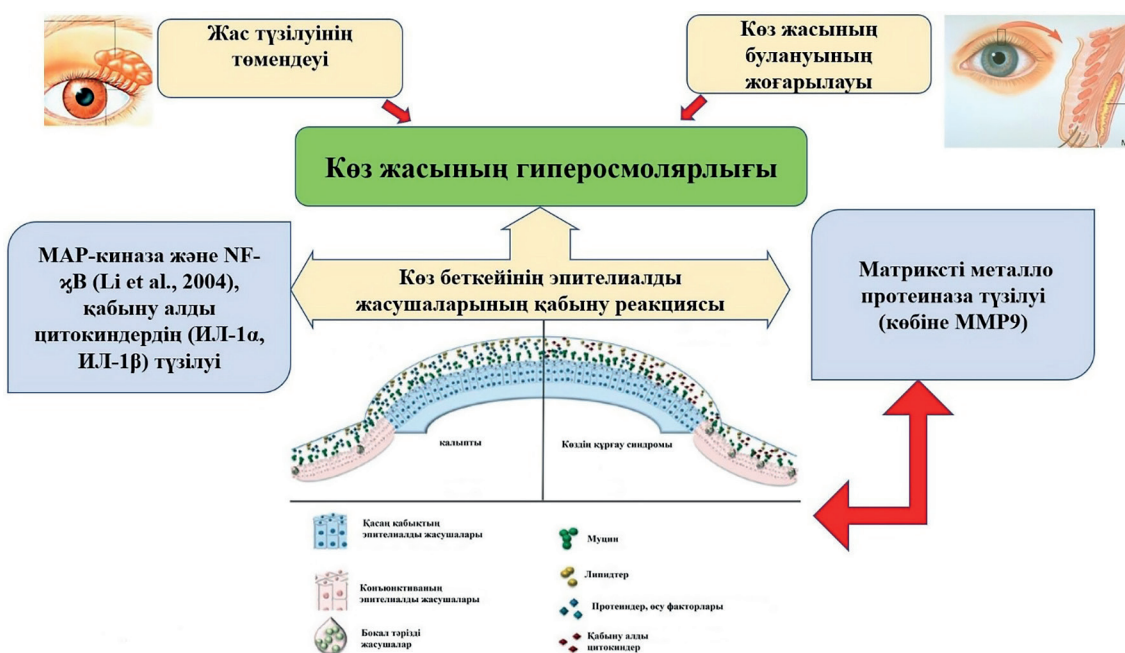 Жас түзілуінің
төмендеуі
Көз жасының
булануының
жоғарылауы
M
Көз жасының гиперосмолярлығы
МАР-киназа және NF-
ϗB (Li et al., 2004),
қабыну алды
цитокиндердің (ИЛ-1α,
ИЛ-1β) түзілуі
Көз беткейінің эпителиалды
жасушаларының қабыну реакциясы
Матриксті металло
протеиназа түзілуі
(көбіне ММР9)
қалыпты
Көздің құрғау синдромы
Қасаң қабықтың
эпителиалды жасушалары
Конъюнктиваның
эпителиалды жасушалары
Бокал тәрізді
жасушалар
Муцин
Липидтер
Протеиндер, өсу факторлары
Қабыну алды
цитокиндер